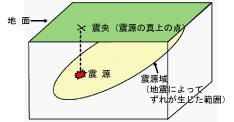 地 面
震央（震源の真上の点）
震 源
震源域
（地震によって
ずれが生じた範囲）